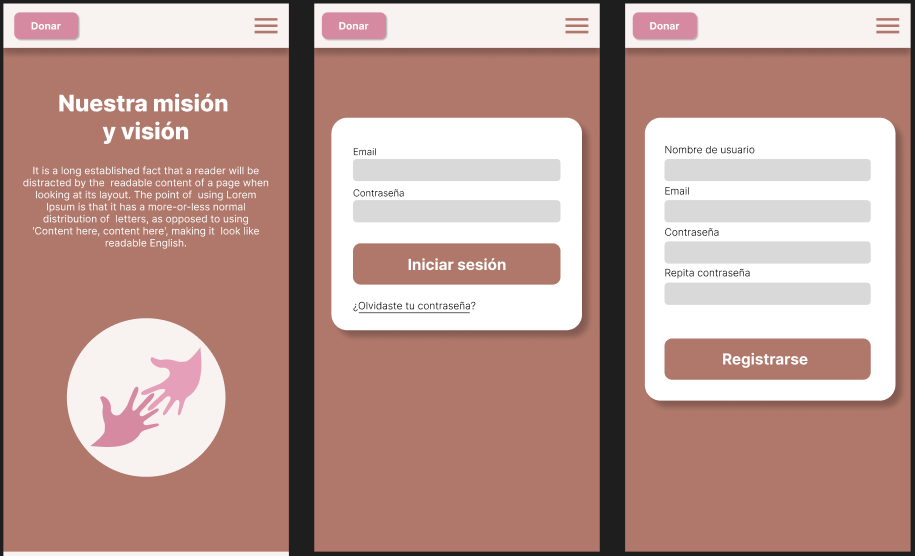 Donar
Nuestra misión
y visión
It is a long established fact that a reader will be
distracted by the readable content of a page when
looking at its layout. The point of using Lorem
Ipsum is that it has a more-or-less normal
distribution of letters, as opposed to using
'Content here, content here', making it look like
readable English.
Donar
Email
Contraseña
Iniciar sesión
¿Olvidaste tu contraseña?
Donar
Nombre de usuario
Email
Contraseña
Repita contraseña
Registrarse